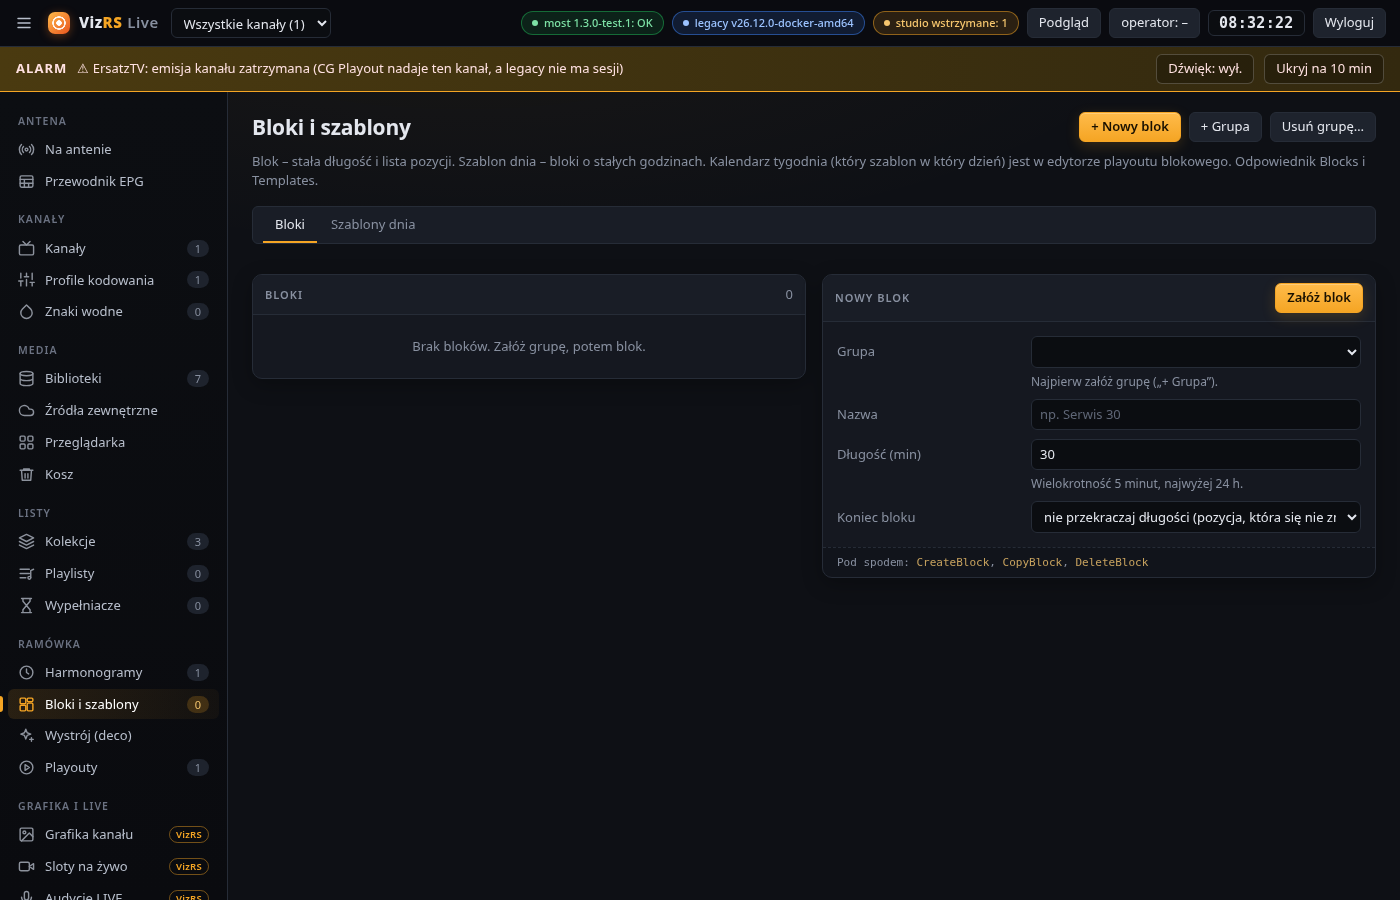 VizRS Live
Wszystkie kanały (1)
most 1.3.0-test.1: OK
legacy v26.12.0-docker-amd64
studio wstrzymane: 1
Podgląd
operator: –
08:32:22
Wyloguj
ALARM ⚠ ErsatzTV: emisja kanału zatrzymana (CG Playout nadaje ten kanał, a legacy nie ma sesji)
Dźwięk: wył.
Ukryj na 10 min
ANTENA
Na antenie
Przewodnik EPG
KANAŁY
Kanały 1
Profile kodowania 1
Znaki wodne 0
MEDIA
Biblioteki 7
Źródła zewnętrzne
Przeglądarka
Kosz
LISTY
Kolekcje 3
Playlisty 0
Wypełniacze 0
RAMÓWKA
Harmonogramy 1
Bloki i szablony 0
Wystrój (deco)
Playouty 1
GRAFIKA I LIVE
Grafika kanału VizRS
Sloty na żywo VizRS
Audycje LIVE VizRS
Bloki i szablony
+ Nowy blok
+ Grupa
Usuń grupę...
Blok – stała długość i lista pozycji. Szablon dnia – bloki o stałych godzinach. Kalendarz tygodnia (który szablon w który dzień) jest w edytorze playoutu blokowego. Odpowiednik Blocks i
Templates.
Bloki
Szablony dnia
BLOKI 0
Brak bloków. Załóż grupę, potem blok.
NOWY BLOK
Załóż blok
Grupa
Najpierw załóż grupę („+ Grupa”).
Nazwa
np. Serwis 30
Długość (min)
30
Wielokrotność 5 minut, najwyżej 24 h.
Koniec bloku
nie przekraczaj długości (pozycja, która się nie zr
Pod spodem: CreateBlock, CopyBlock, DeleteBlock